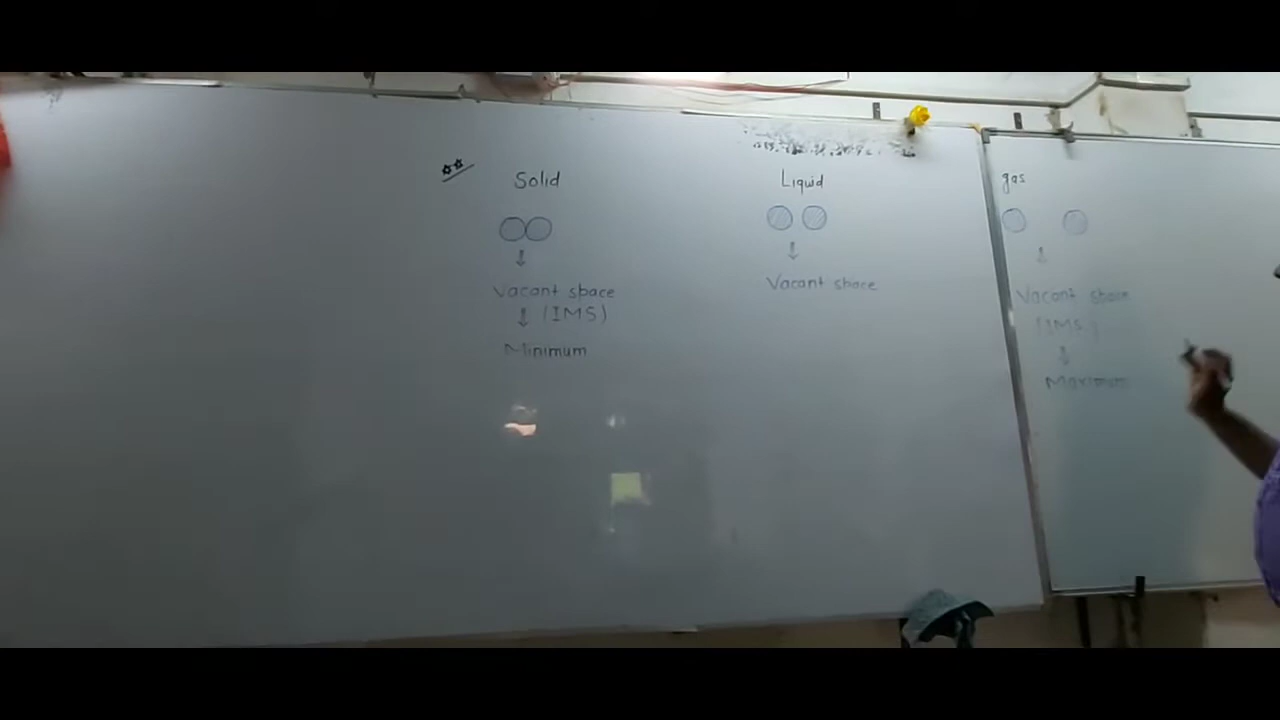 Solid
Vacant space
(IMS)
Minimum
Liquid
Vacant space
gas
Vacant space
(IMS)
Maximum